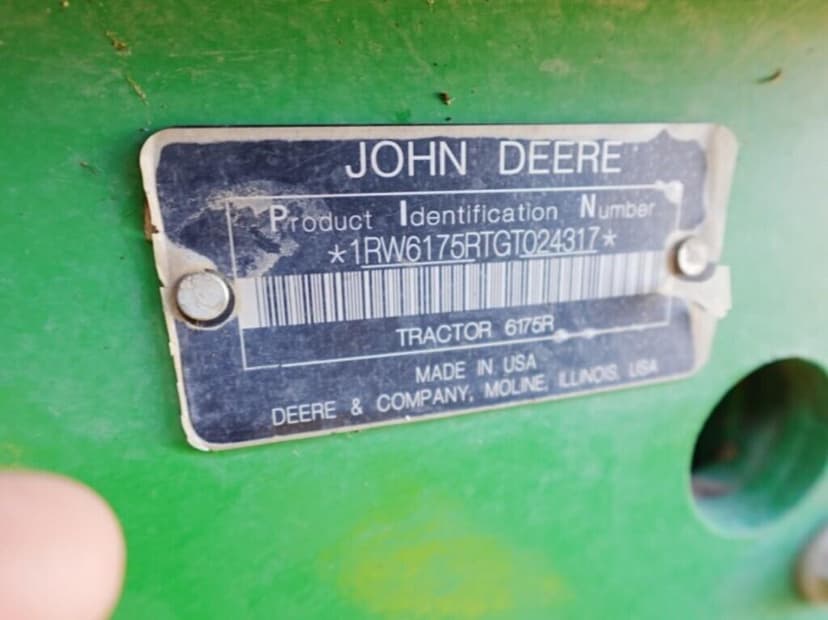 JOHN DEERE
Product Identification Number
*1RW6175RTGT024317*
TRACTOR 6175R
MADE IN USA
DEERE & COMPANY, MOLINE, ILLINOIS, USA